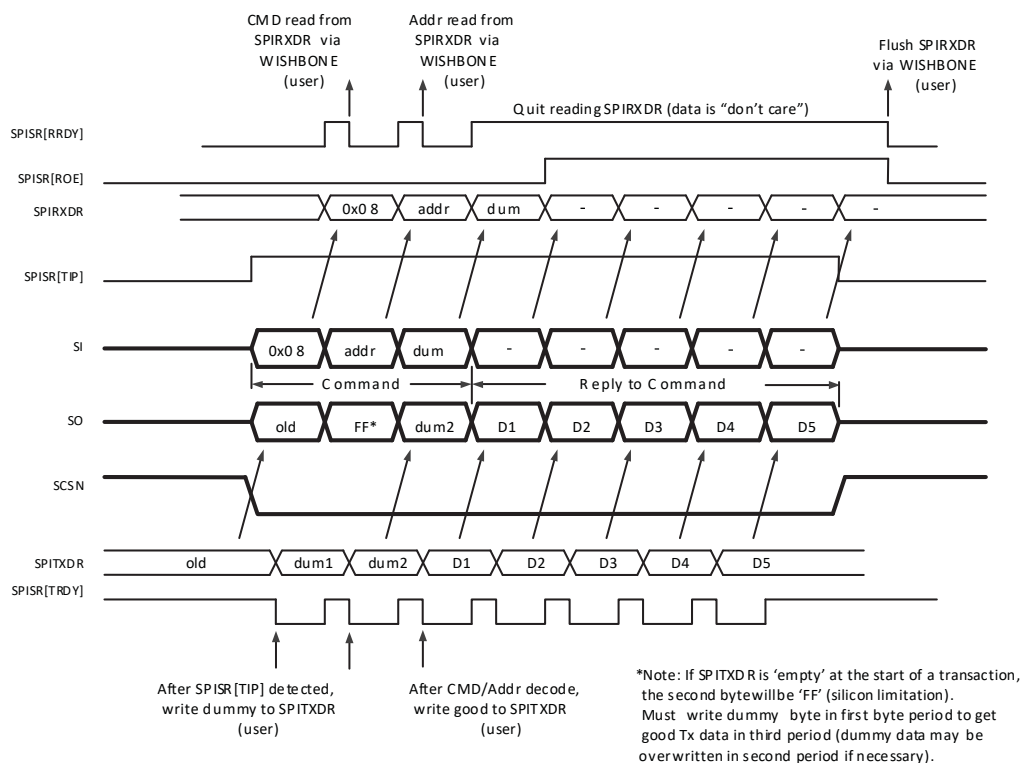 CMD read from
SPIRXDR via
WISHBONE
(user)
Addr read from
SPIRXDR via
WISHBONE
(user)
Flush SPIRXDR
via WISHBONE
(user)
Quit reading SPIRXDR (data is “don’t care”)
SPISR[RRDY]
SPISR[ROE]
SPIRXDR
0x08 addr dum - - - - -
SPISR[TIP]
SI
0x08 addr dum - - - - -
Command
Reply to Command
SO
old FF* dum2 D1 D2 D3 D4 D5
SCSN
SPITXDR
old dum1 dum2 D1 D2 D3 D4 D5
SPISR[TRDY]
After SPISR[TIP] detected,
write dummy to SPITXDR
(user)
After CMD/Addr decode,
write good to SPITXDR
(user)
*Note: If SPITXDR is ‘empty’ at the start of a transaction,
the second bytewillbe ‘FF’ (silicon limitation).
Must write dummy byte in first byte period to get
good Tx data in third period (dummy data may be
overwritten in second period if necessary).